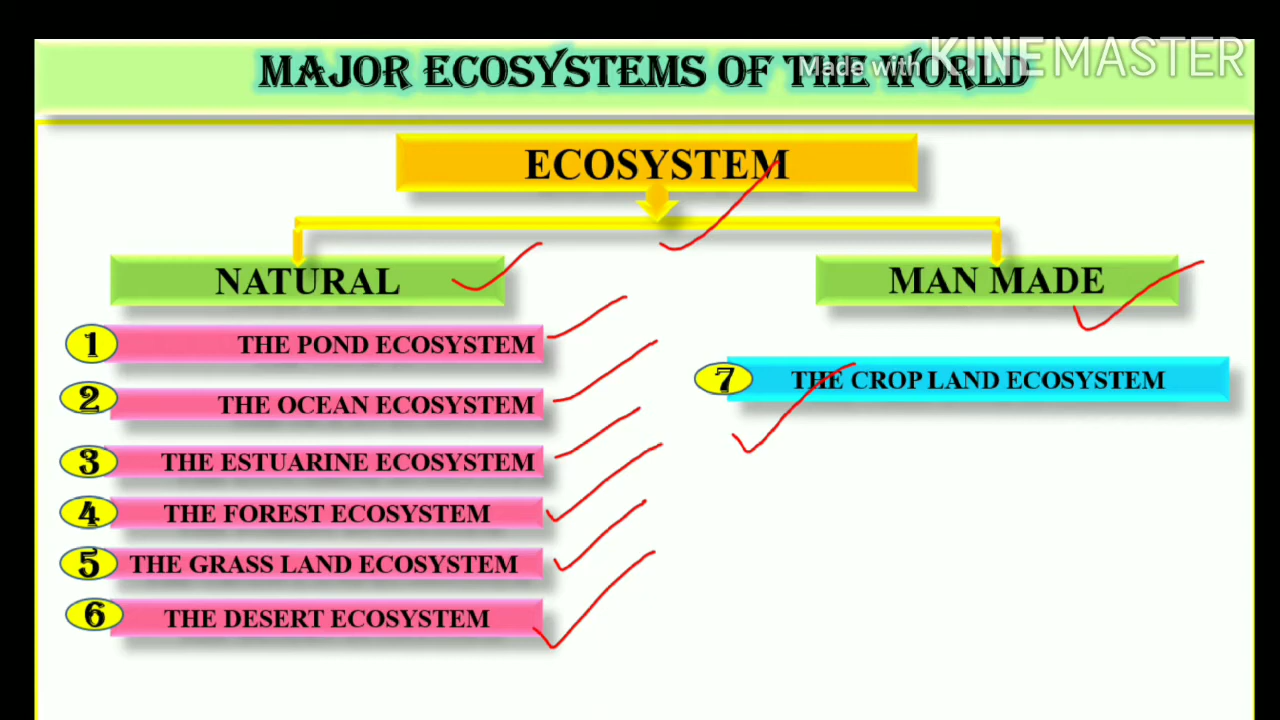 MAJOR ECOSYSTEMS OF THE WORLD
Made with KINEMASTER
ECOSYSTEM
NATURAL
MAN MADE
1 THE POND ECOSYSTEM
2 THE OCEAN ECOSYSTEM
3 THE ESTUARINE ECOSYSTEM
4 THE FOREST ECOSYSTEM
5 THE GRASS LAND ECOSYSTEM
6 THE DESERT ECOSYSTEM
7 THE CROP LAND ECOSYSTEM